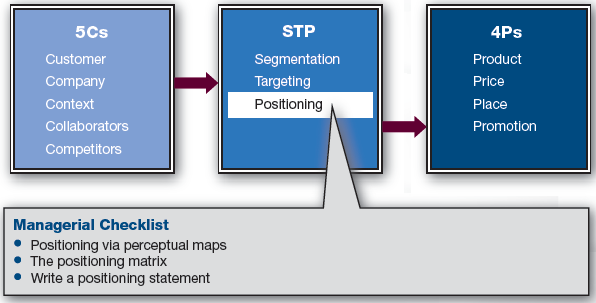 5Cs
Customer
Company
Context
Collaborators
Competitors
STP
Segmentation
Targeting
Positioning
4Ps
Product
Price
Place
Promotion
Managerial Checklist
• Positioning via perceptual maps
• The positioning matrix
• Write a positioning statement